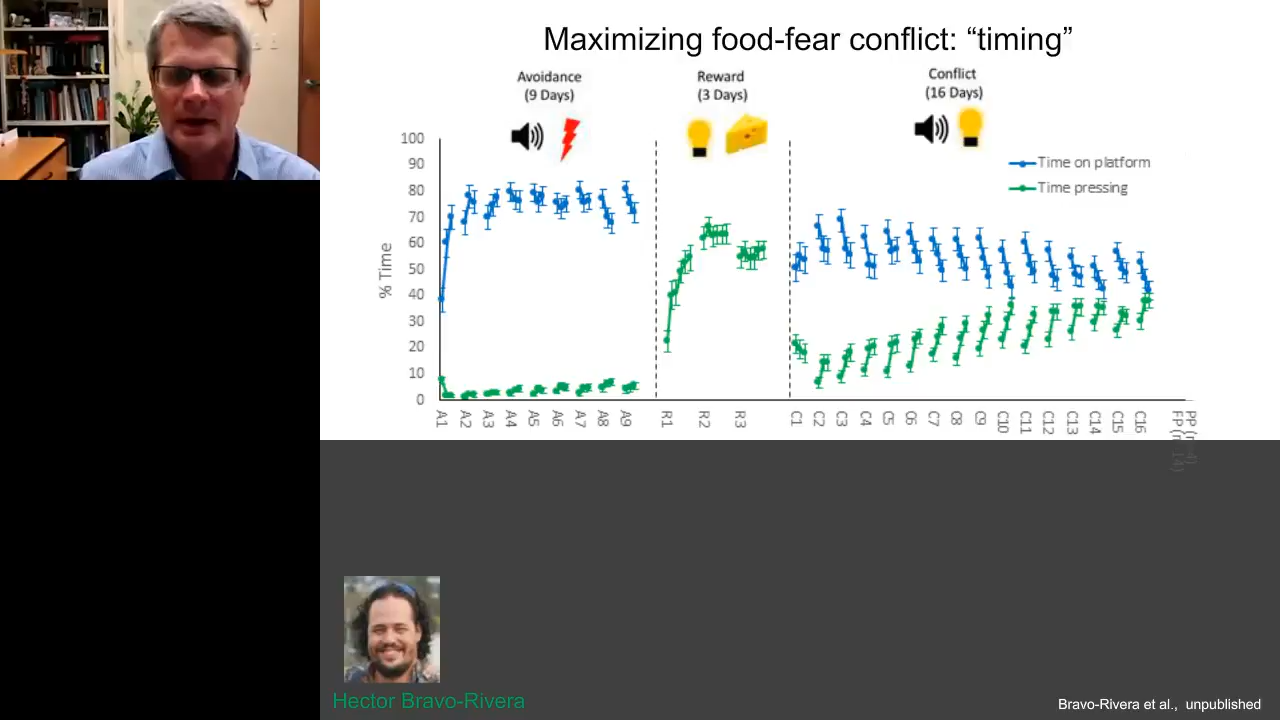 Maximizing food-fear conflict: “timing”
Avoidance
(9 Days)
Reward
(3 Days)
Conflict
(16 Days)
Time on platform
Time pressing
% Time
100
90
80
70
60
50
40
30
20
10
0
A1
A2
A3
A4
A5
A6
A7
A8
A9
R1
R2
R3
C1
C2
C3
C4
C5
C6
C7
C8
C9
C10
C11
C12
C13
C14
C15
C16
Hector Bravo-Rivera
Bravo-Rivera et al.,  unpublished